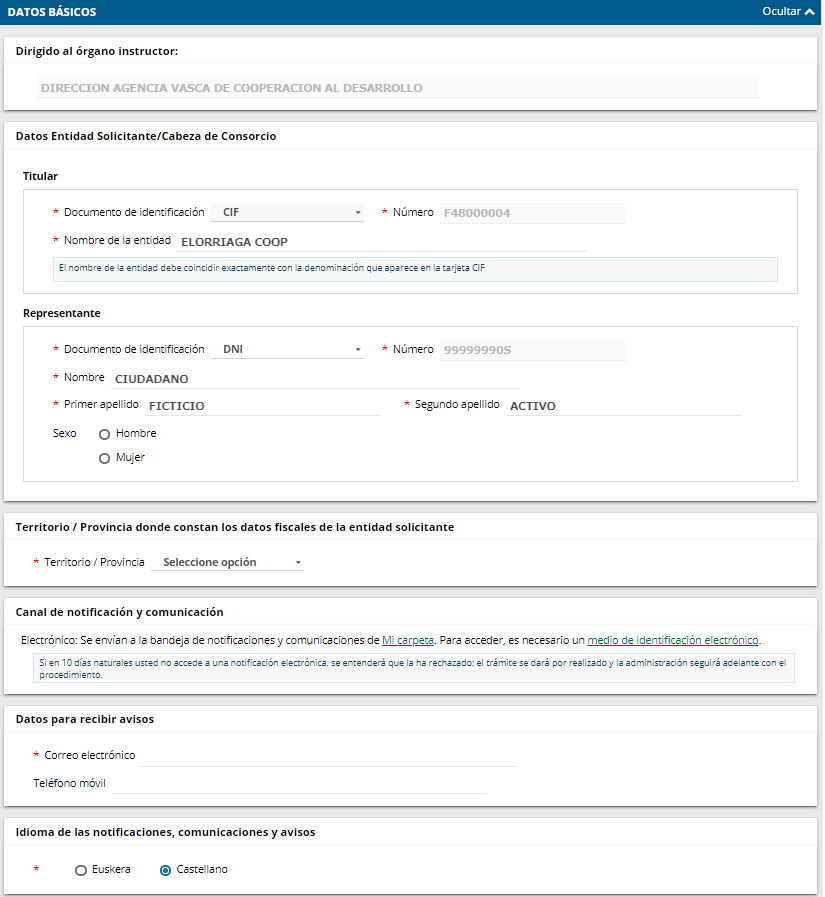 DATOS BÁSICOS Ocultar
Dirigido al órgano instructor:
DIRECCION AGENCIA VASCA DE COOPERACION AL DESARROLLO
Datos Entidad Solicitante/Cabeza de Consorcio
Titular
* Documento de identificación CIF * Número F48000004
* Nombre de la entidad ELORRIAGA COOP
El nombre de la entidad debe coincidir exactamente con la denominación que aparece en la tarjeta CIF
Representante
* Documento de identificación DNI * Número 99999990S
* Nombre CIUDADANO
* Primer apellido FICTICIO * Segundo apellido ACTIVO
Sexo Hombre
Mujer
Territorio / Provincia donde constan los datos fiscales de la entidad solicitante
* Territorio / Provincia Seleccione opción
Canal de notificación y comunicación
Electrónico: Se envían a la bandeja de notificaciones y comunicaciones de Mi carpeta. Para acceder, es necesario un medio de identificación electrónico.
Si en 10 días naturales usted no accede a una notificación electrónica, se entenderá que la ha rechazado; el trámite se dará por realizado y la administración seguirá adelante con el
procedimiento.
Datos para recibir avisos
* Correo electrónico
Teléfono móvil
Idioma de las notificaciones, comunicaciones y avisos
* Euskera Castellano